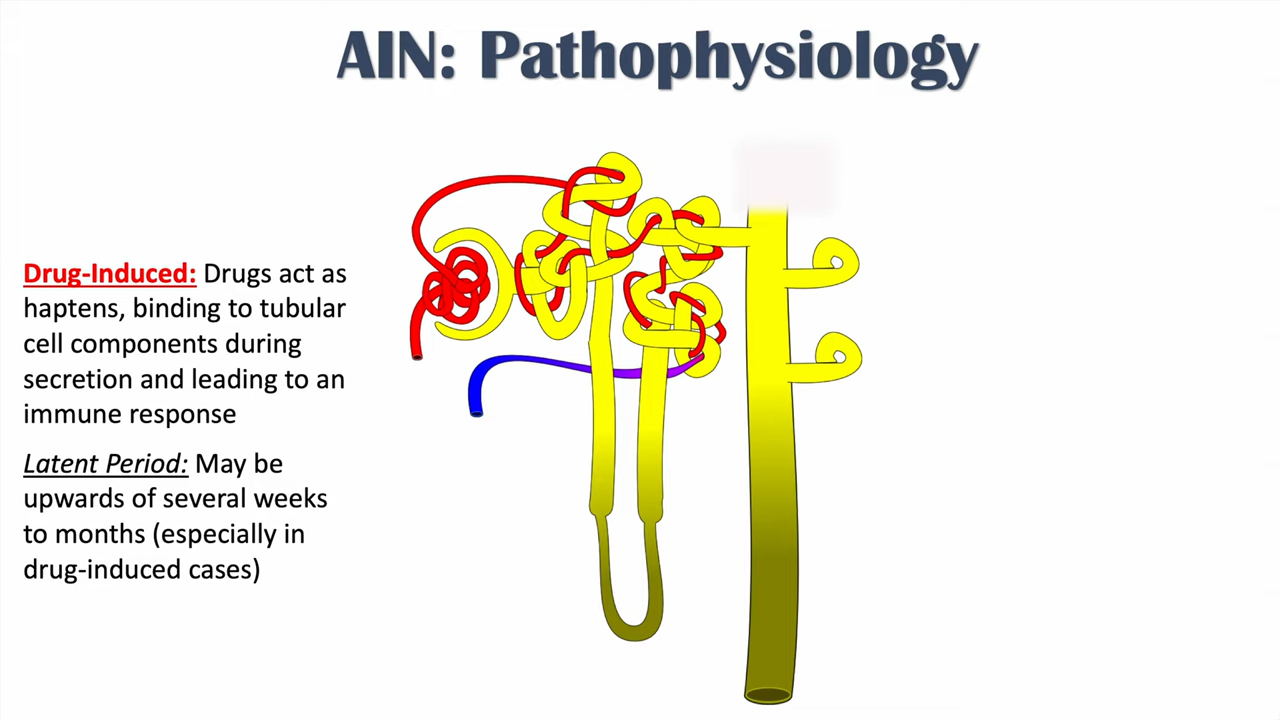 AIN: Pathophysiology
Drug-Induced: Drugs act as
haptens, binding to tubular
cell components during
secretion and leading to an
immune response
Latent Period: May be
upwards of several weeks
to months (especially in
drug-induced cases)